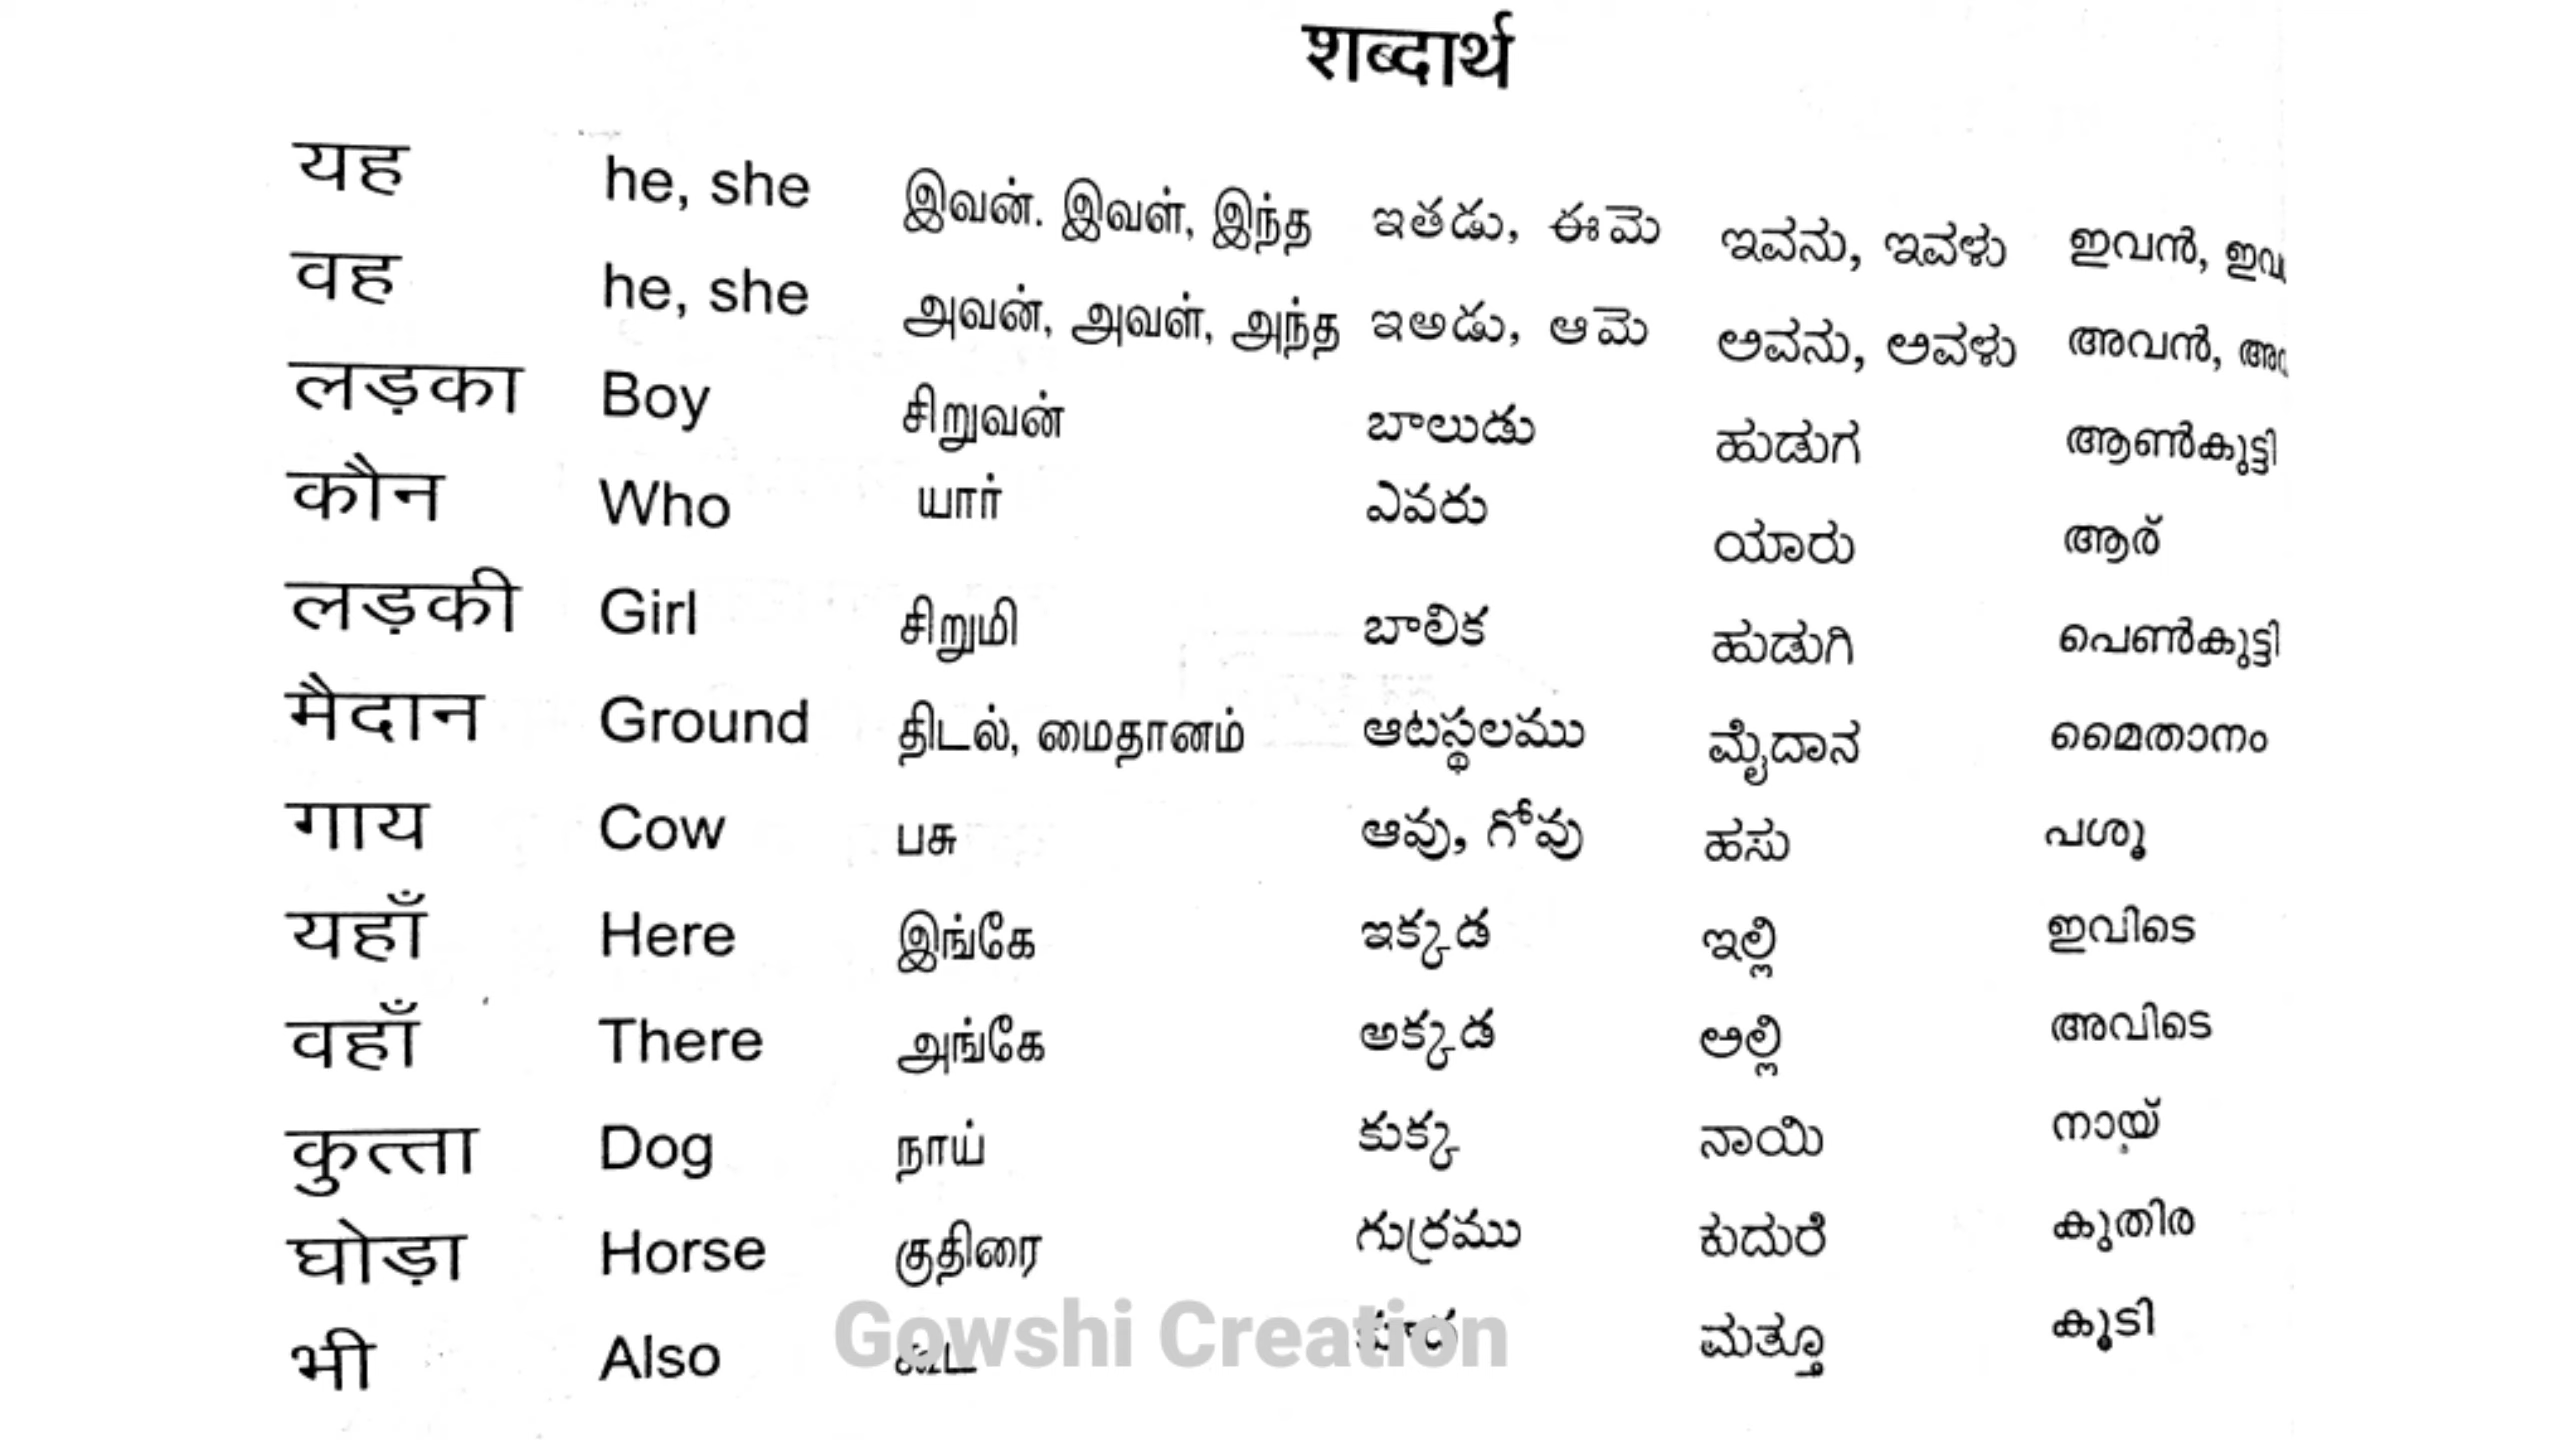 शब्दार्थ
यह he, she இவன். இவள், இந்த ఇతడు, ఈమె ಇವನು, ಇವಳು ഇവൻ,
वह he, she அவன், அவள், அந்த ఇఅడు, ఆమె ಅವನು, ಅವಳು അവൻ,
लड़का Boy சிறுவன் బాలుడు ಹುಡುಗ ആൺകുട്ടി
कौन Who யார் ఎవరు ಯಾರು ആര്
लड़की Girl சிறுமி బాలిక ಹುಡುಗಿ പെൺകുട്ടി
मैदान Ground திடல், மைதானம் ఆటస్థలము ಮೈದಾನ മൈതാനം
गाय Cow பசு ఆవు, గోవు ಹಸು പശൂ
यहाँ Here இங்கே ఇక్కడ ಇಲ್ಲಿ ഇവിടെ
वहाँ There அங்கே అక్కడ ಅಲ್ಲಿ അവിടെ
कुत्ता Dog நாய் కుక్క ನಾಯಿ നായ്
घोड़ा Horse குதிரை గుర్రము ಕುದುರೆ കുതിര
भी Also கூட ಮತ್ತೂ കൂടി
Gowshi Creation